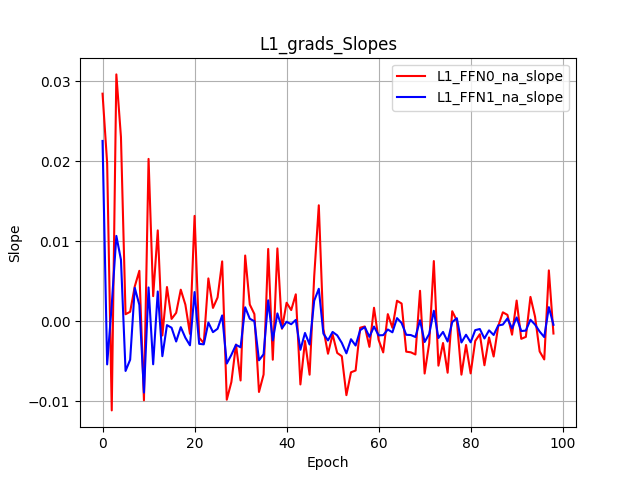 L1_grads_Slopes
L1_FFN0_na_slope
L1_FFN1_na_slope
0.03
0.02
0.01
0.00
−0.01
Slope
0
20
40
60
80
100
Epoch